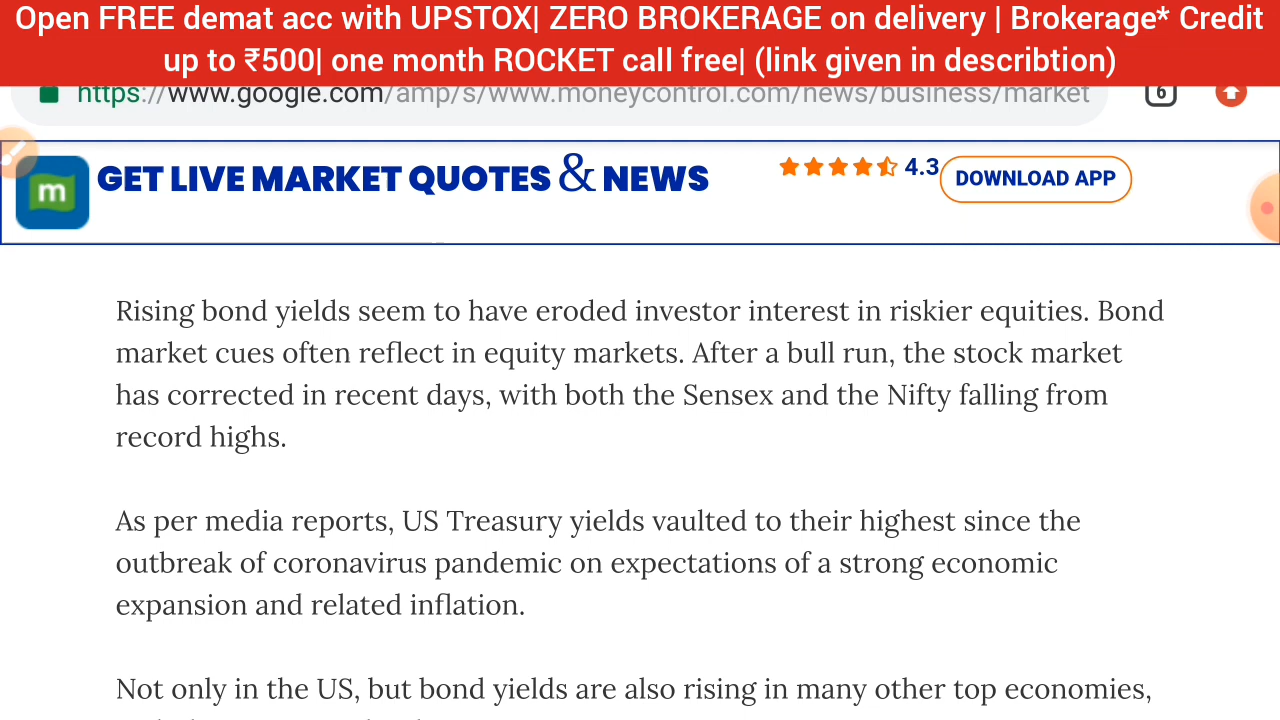 Open FREE demat acc with UPSTOX| ZERO BROKERAGE on delivery | Brokerage* Credit
up to ₹500| one month ROCKET call free| (link given in describtion)
https://www.google.com/amp/s/www.moneycontrol.com/news/business/market
6
m
GET LIVE MARKET QUOTES & NEWS
4.3
DOWNLOAD APP
Rising bond yields seem to have eroded investor interest in riskier equities. Bond
market cues often reflect in equity markets. After a bull run, the stock market
has corrected in recent days, with both the Sensex and the Nifty falling from
record highs.
As per media reports, US Treasury yields vaulted to their highest since the
outbreak of coronavirus pandemic on expectations of a strong economic
expansion and related inflation.
Not only in the US, but bond yields are also rising in many other top economies,